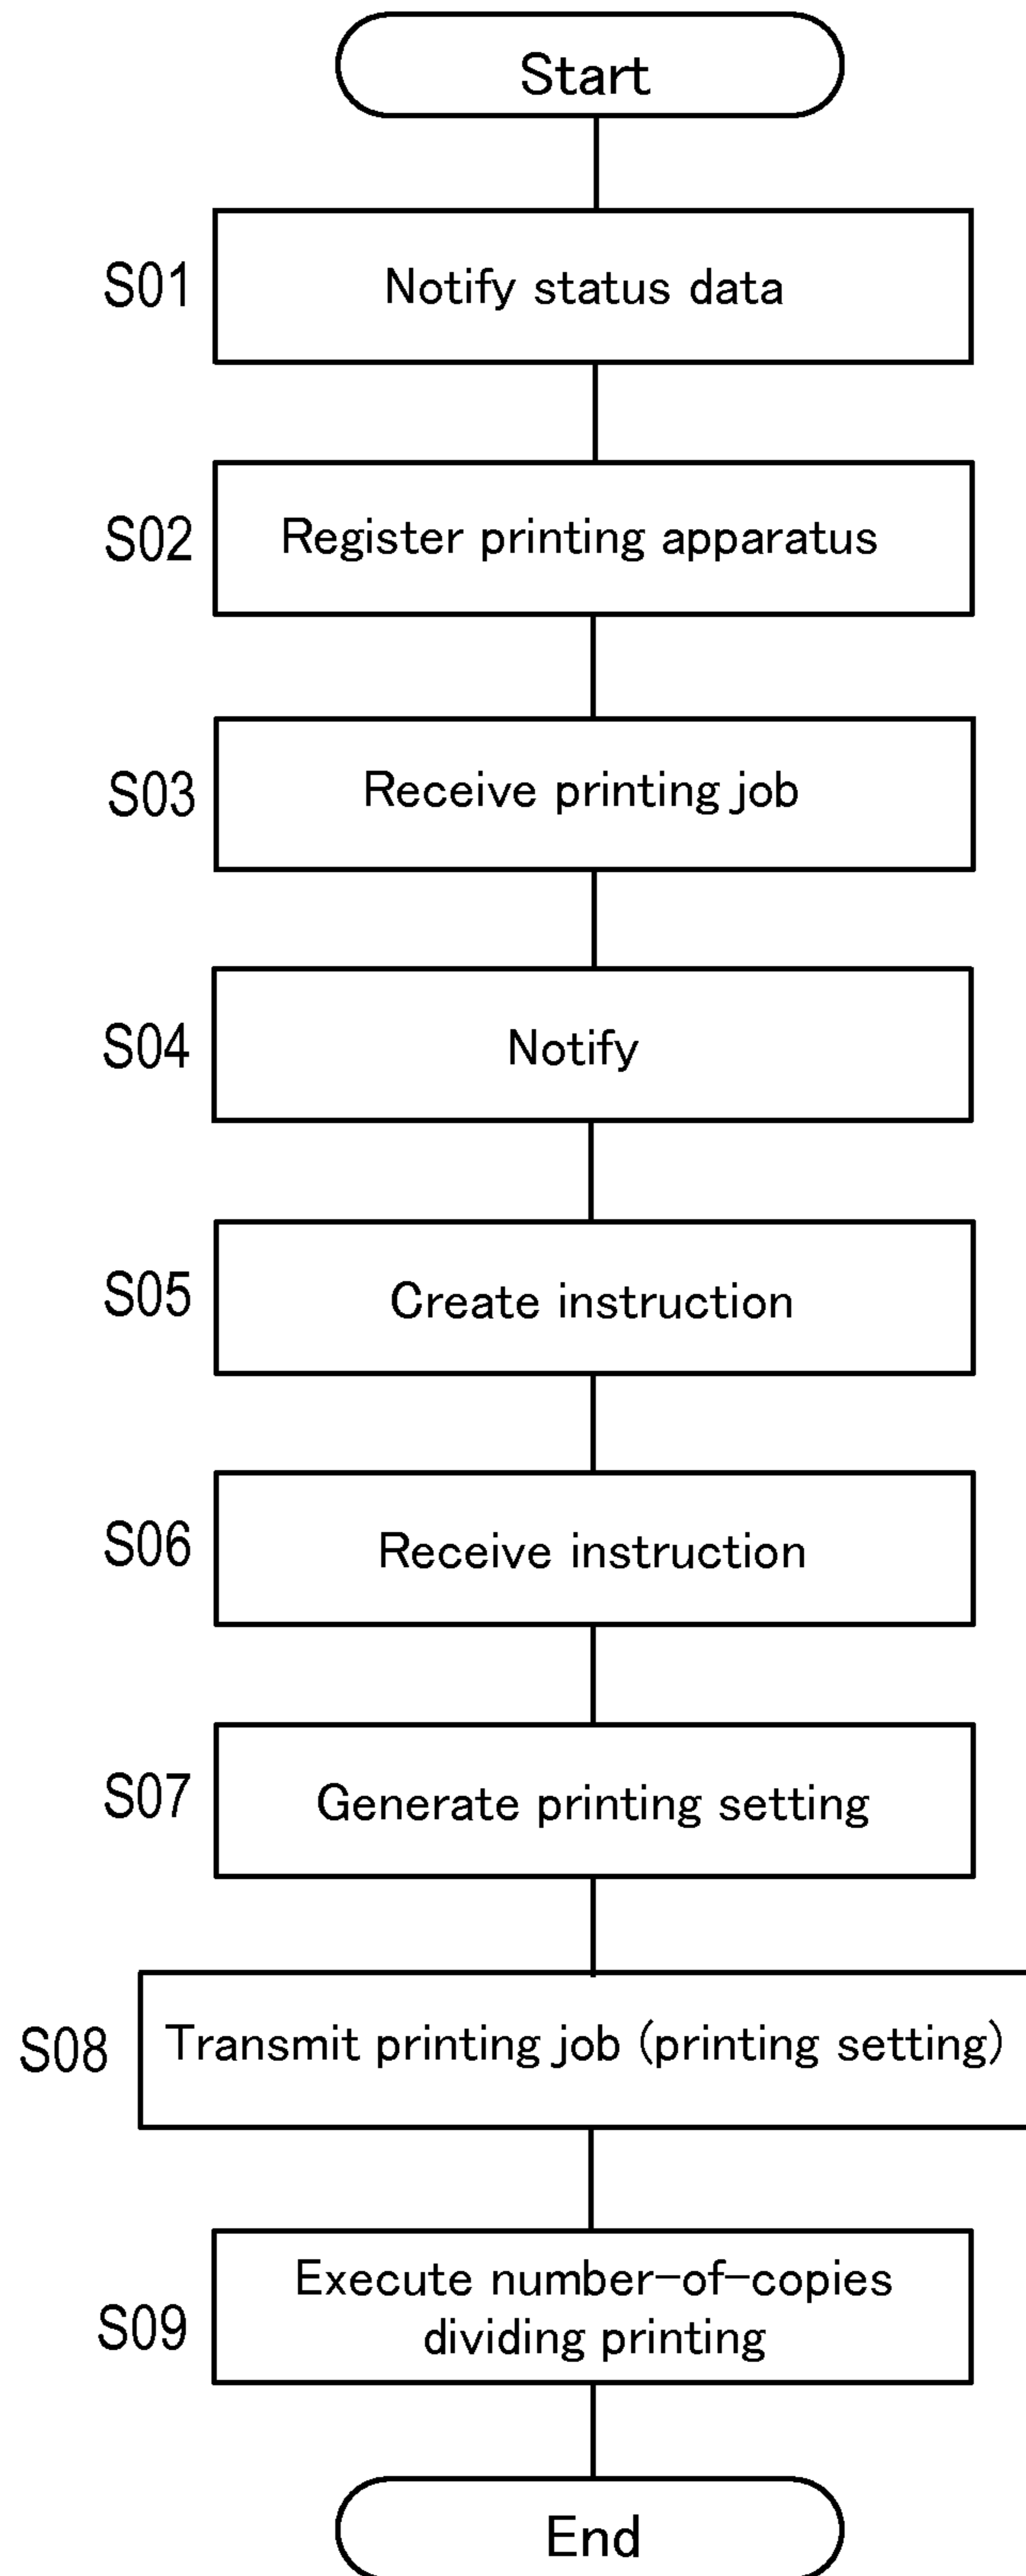 Start
S01
Notify status data
S02
Register printing apparatus
S03
Receive printing job
S04
Notify
S05
Create instruction
S06
Receive instruction
S07
Generate printing setting
S08
Transmit printing job (printing setting)
S09
Execute number-of-copies
dividing printing
End